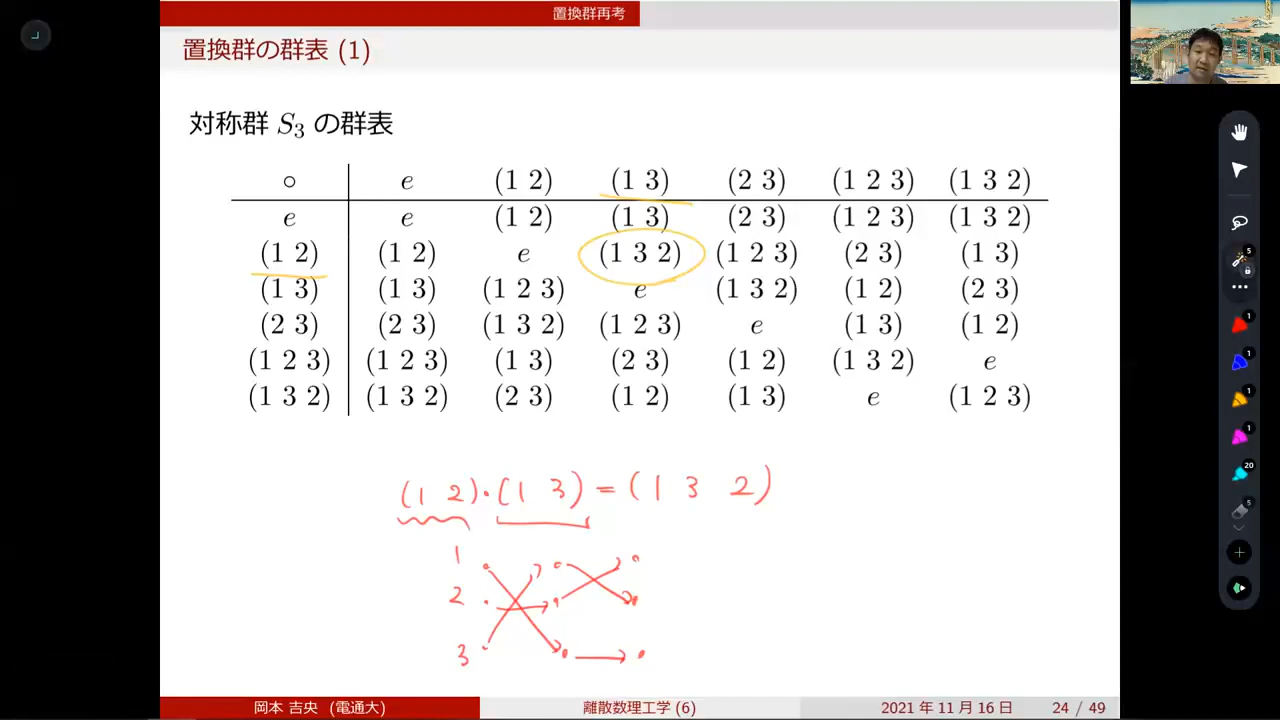 置換群再考
置換群の群表 (1)
対称群 S₃ の群表
∘ e (1 2) (1 3) (2 3) (1 2 3) (1 3 2)
e e (1 2) (1 3) (2 3) (1 2 3) (1 3 2)
(1 2) (1 2) e (1 3 2) (1 2 3) (2 3) (1 3)
(1 3) (1 3) (1 2 3) e (1 3 2) (1 2) (2 3)
(2 3) (2 3) (1 3 2) (1 2 3) e (1 3) (1 2)
(1 2 3) (1 2 3) (1 3) (2 3) (1 2) (1 3 2) e
(1 3 2) (1 3 2) (2 3) (1 2) (1 3) e (1 2 3)
(1 2)・(1 3) = (1 3 2)
1
2
3
岡本 吉央 (電通大) 離散数理工学 (6) 2021 年 11 月 16 日 24 / 49
5
1
1
1
1
20
5